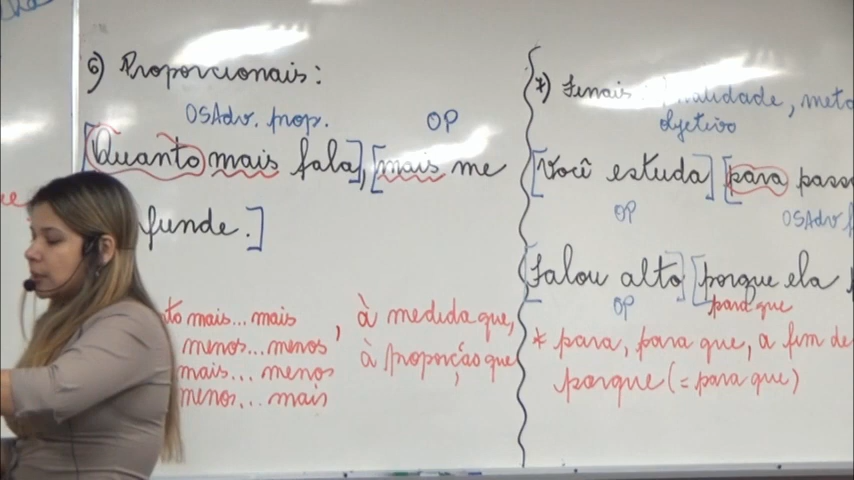 6) Proporcionais:
OSAdv. prop. OP
[Quanto mais fala], [mais me
funde.]
to mais... mais
menos... menos
mais... menos
menos... mais
, à medida que,
à proporção que
*) Finais: finalidade, meta
objetivo
[Você estuda] [para
OP OSAdv.
[Falou alto] [porque ela
OP para que
* para, para que, a fim de
porque (= para que)